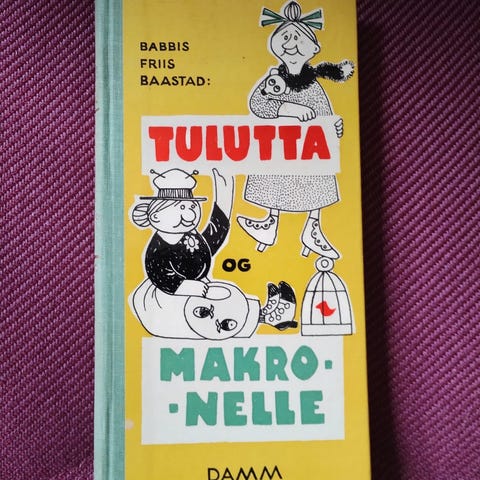 BABBIS
FRIIS
BAASTAD:
TULUTTA
OG
MAKRO-
-NELLE
DAMM